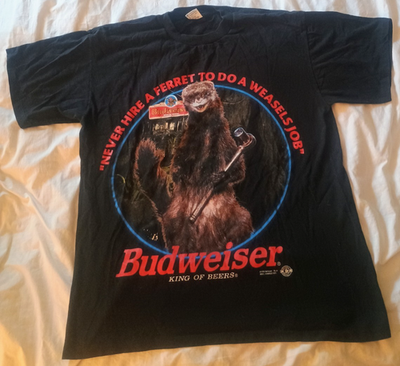 "NEVER HIRE A FERRET TO DO A WEASELS JOB"
Budweiser
KING OF BEERS®